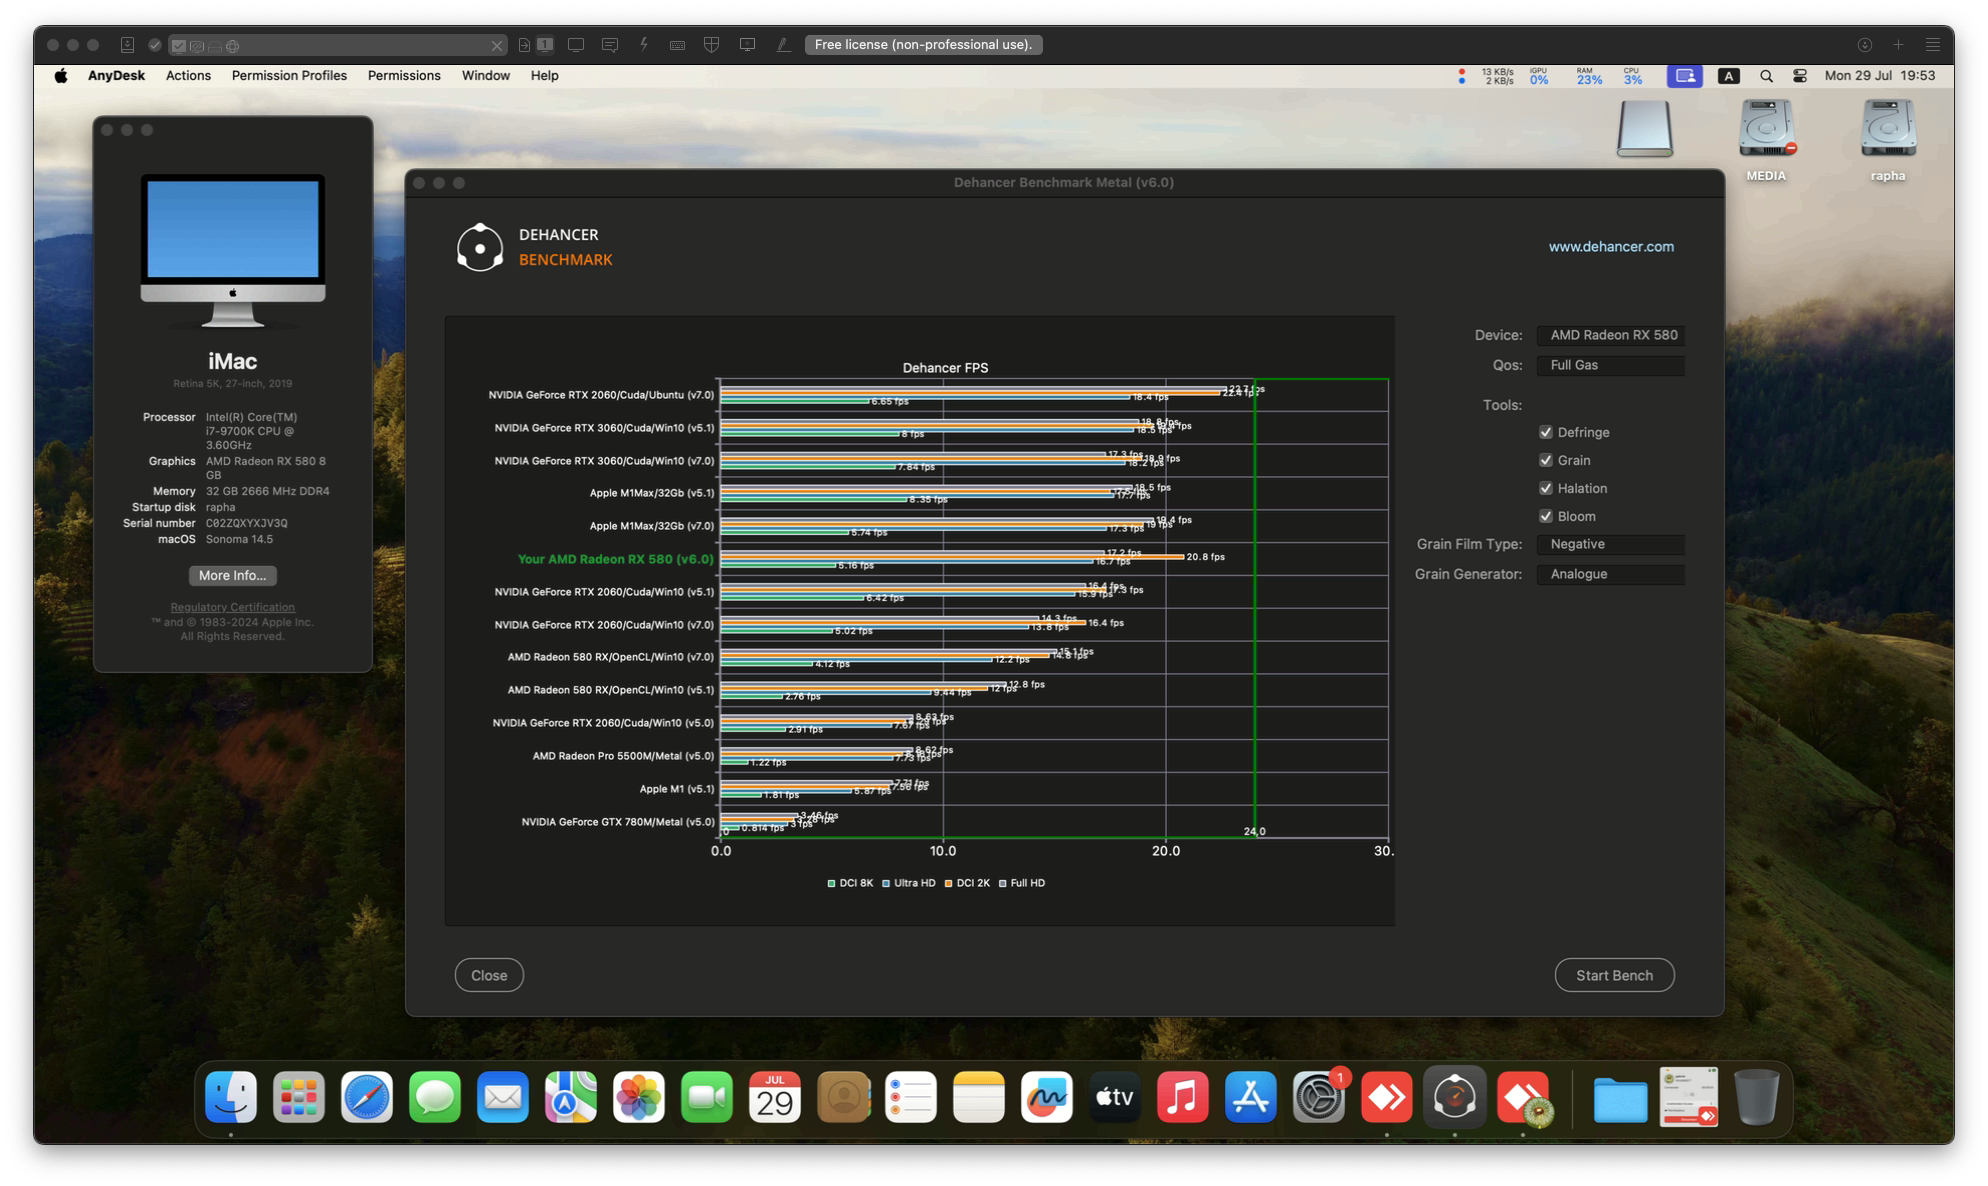 1
Free license (non-professional use).
AnyDesk Actions Permission Profiles Permissions Window Help
13 KB/s
2 KB/s
iGPU
0%
RAM
23%
CPU
3%
A
Mon 29 Jul 19:53
MEDIA
rapha
iMac
Retina 5K, 27-inch, 2019
Processor Intel(R) Core(TM)
i7-9700K CPU @
3.60GHz
Graphics AMD Radeon RX 580 8
GB
Memory 32 GB 2666 MHz DDR4
Startup disk rapha
Serial number C02ZQXYXJV3Q
macOS Sonoma 14.5
More Info...
Regulatory Certification
™ and © 1983-2024 Apple Inc.
All Rights Reserved.
Dehancer Benchmark Metal (v6.0)
DEHANCER
BENCHMARK
www.dehancer.com
Dehancer FPS
NVIDIA GeForce RTX 2060/Cuda/Ubuntu (v7.0)
22.7 fps
22.4 fps
18.4 fps
6.65 fps
NVIDIA GeForce RTX 3060/Cuda/Win10 (v5.1)
18.8 fps
18.5 fps
8 fps
NVIDIA GeForce RTX 3060/Cuda/Win10 (v7.0)
17.3 fps
18.9 fps
18.2 fps
7.84 fps
Apple M1Max/32Gb (v5.1)
18.5 fps
17.7 fps
8.35 fps
Apple M1Max/32Gb (v7.0)
19.4 fps
19 fps
17.3 fps
5.74 fps
Your AMD Radeon RX 580 (v6.0)
17.2 fps
20.8 fps
16.7 fps
5.16 fps
NVIDIA GeForce RTX 2060/Cuda/Win10 (v5.1)
16.4 fps
17.3 fps
15.9 fps
6.42 fps
NVIDIA GeForce RTX 2060/Cuda/Win10 (v7.0)
14.3 fps
16.4 fps
13.8 fps
5.02 fps
AMD Radeon 580 RX/OpenCL/Win10 (v7.0)
15.1 fps
14.8 fps
12.2 fps
4.12 fps
AMD Radeon 580 RX/OpenCL/Win10 (v5.1)
12.8 fps
12 fps
9.44 fps
2.76 fps
NVIDIA GeForce RTX 2060/Cuda/Win10 (v5.0)
8.63 fps
7.67 fps
2.91 fps
AMD Radeon Pro 5500M/Metal (v5.0)
8.62 fps
7.73 fps
1.22 fps
Apple M1 (v5.1)
7.71 fps
7.56 fps
5.87 fps
1.81 fps
NVIDIA GeForce GTX 780M/Metal (v5.0)
3.46 fps
3.28 fps
3 fps
0.814 fps
24,0
0.0 10.0 20.0 30.
DCI 8K Ultra HD DCI 2K Full HD
Device: AMD Radeon RX 580
Qos: Full Gas
Tools:
Defringe
Grain
Halation
Bloom
Grain Film Type: Negative
Grain Generator: Analogue
Close
Start Bench
JUL
29
tv
1